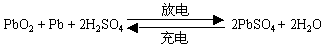 放电
PbO₂ + Pb + 2H₂SO₄ ⇌ 2PbSO₄ + 2H₂O
充电